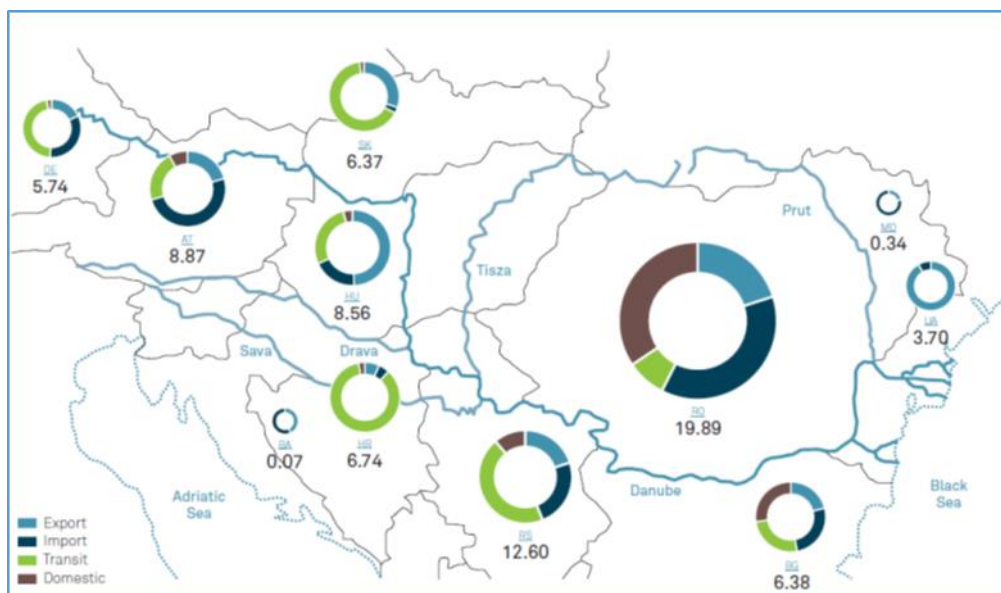 SK
6.37
DE
5.74
AT
8.87
HU
8.56
Tisza
Prut
MD
0.34
UA
3.70
Sava
Drava
RO
19.89
BA
0.07
HR
6.74
Adriatic
Sea
RS
12.60
Danube
Black
Sea
BG
6.38
Export
Import
Transit
Domestic